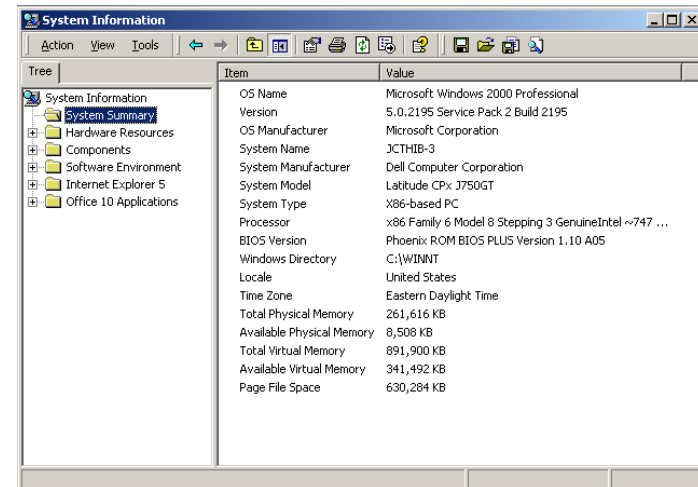 System Information
Action View Tools
Tree
Item Value
System Information
System Summary
Hardware Resources
Components
Software Environment
Internet Explorer 5
Office 10 Applications
OS Name Microsoft Windows 2000 Professional
Version 5.0.2195 Service Pack 2 Build 2195
OS Manufacturer Microsoft Corporation
System Name JCTHIB-3
System Manufacturer Dell Computer Corporation
System Model Latitude CPx J750GT
System Type X86-based PC
Processor x86 Family 6 Model 8 Stepping 3 GenuineIntel ~747 ...
BIOS Version Phoenix ROM BIOS PLUS Version 1.10 A05
Windows Directory C:\WINNT
Locale United States
Time Zone Eastern Daylight Time
Total Physical Memory 261,616 KB
Available Physical Memory 8,508 KB
Total Virtual Memory 891,900 KB
Available Virtual Memory 341,492 KB
Page File Space 630,284 KB